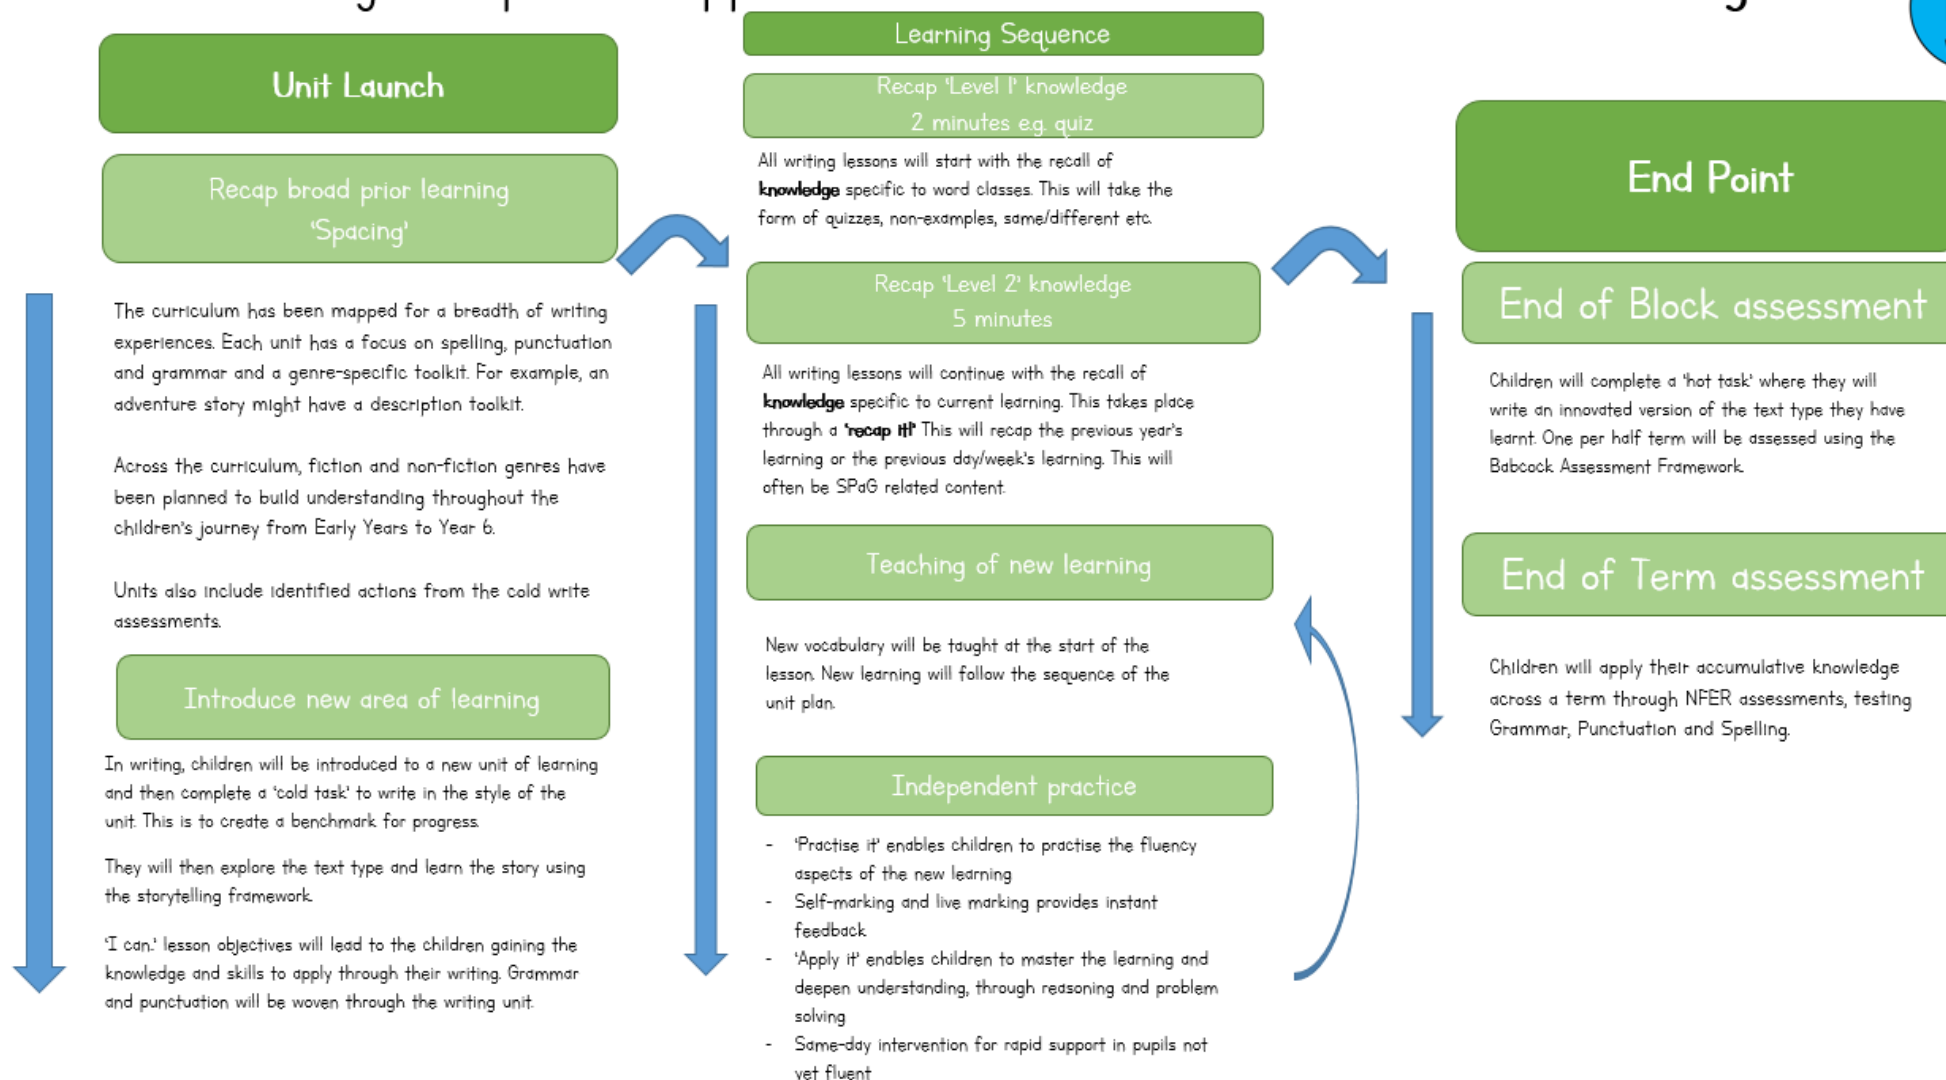 Unit Launch
Recap broad prior learning
'Spacing'
The curriculum has been mapped for a breadth of writing
experiences. Each unit has a focus on spelling, punctuation
and grammar and a genre-specific toolkit. For example, an
adventure story might have a description toolkit.
Across the curriculum, fiction and non-fiction genres have
been planned to build understanding throughout the
children's journey from Early Years to Year 6.
Units also include identified actions from the cold write
assessments.
Introduce new area of learning
In writing, children will be introduced to a new unit of learning
and then complete a 'cold task' to write in the style of the
unit. This is to create a benchmark for progress.
They will then explore the text type and learn the story using
the storytelling framework.
'I can..' lesson objectives will lead to the children gaining the
knowledge and skills to apply through their writing. Grammar
and punctuation will be woven through the writing unit.
Learning Sequence
Recap 'Level 1' knowledge
2 minutes e.g. quiz
All writing lessons will start with the recall of
knowledge specific to word classes. This will take the
form of quizzes, non-examples, same/different etc.
Recap 'Level 2' knowledge
5 minutes
All writing lessons will continue with the recall of
knowledge specific to current learning. This takes place
through a 'recap it!' This will recap the previous year's
learning or the previous day/week's learning. This will
often be SPaG related content.
Teaching of new learning
New vocabulary will be taught at the start of the
lesson. New learning will follow the sequence of the
unit plan.
Independent practice
- 'Practise it' enables children to practise the fluency
aspects of the new learning
- Self-marking and live marking provides instant
feedback
- 'Apply it' enables children to master the learning and
deepen understanding, through reasoning and problem
solving
- Same-day intervention for rapid support in pupils not
yet fluent
End Point
End of Block assessment
Children will complete a 'hot task' where they will
write an innovated version of the text type they have
learnt. One per half term will be assessed using the
Babcock Assessment Framework.
End of Term assessment
Children will apply their accumulative knowledge
across a term through NFER assessments, testing
Grammar, Punctuation and Spelling.